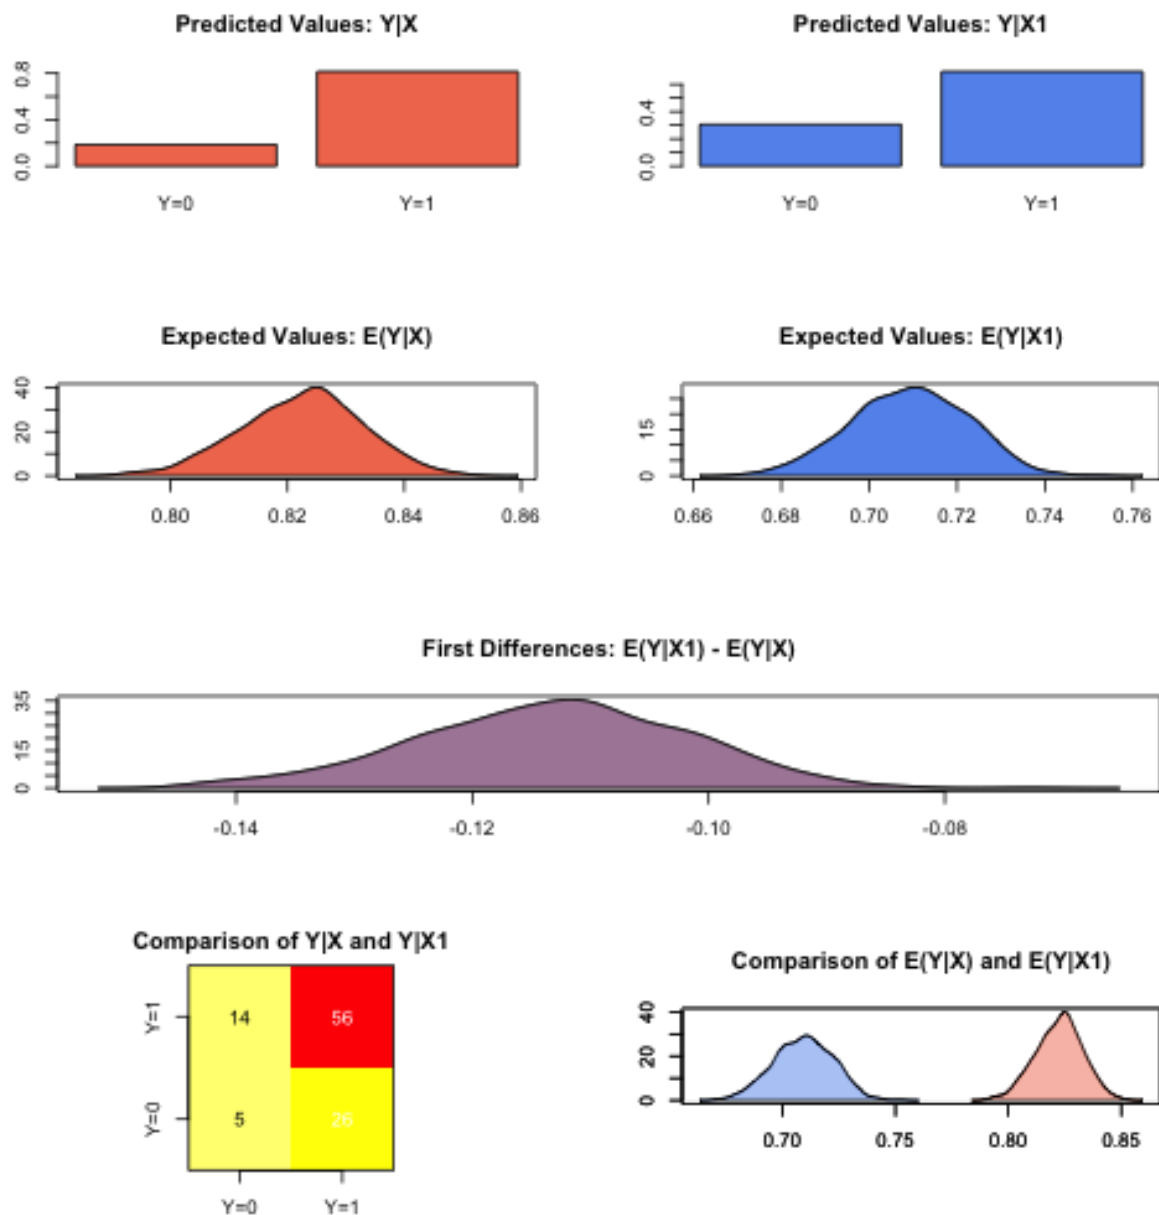 Predicted Values: Y|X
0.0 0.4 0.8
Y=0 Y=1
Predicted Values: Y|X1
0.0 0.4
Y=0 Y=1
Expected Values: E(Y|X)
0 20 40
0.80 0.82 0.84 0.86
Expected Values: E(Y|X1)
0 15
0.66 0.68 0.70 0.72 0.74 0.76
First Differences: E(Y|X1) - E(Y|X)
0 15 35
-0.14 -0.12 -0.10 -0.08
Comparison of Y|X and Y|X1
Y=1 14 56
Y=0 5 26
Y=0 Y=1
Comparison of E(Y|X) and E(Y|X1)
0 20 40
0.70 0.75 0.80 0.85